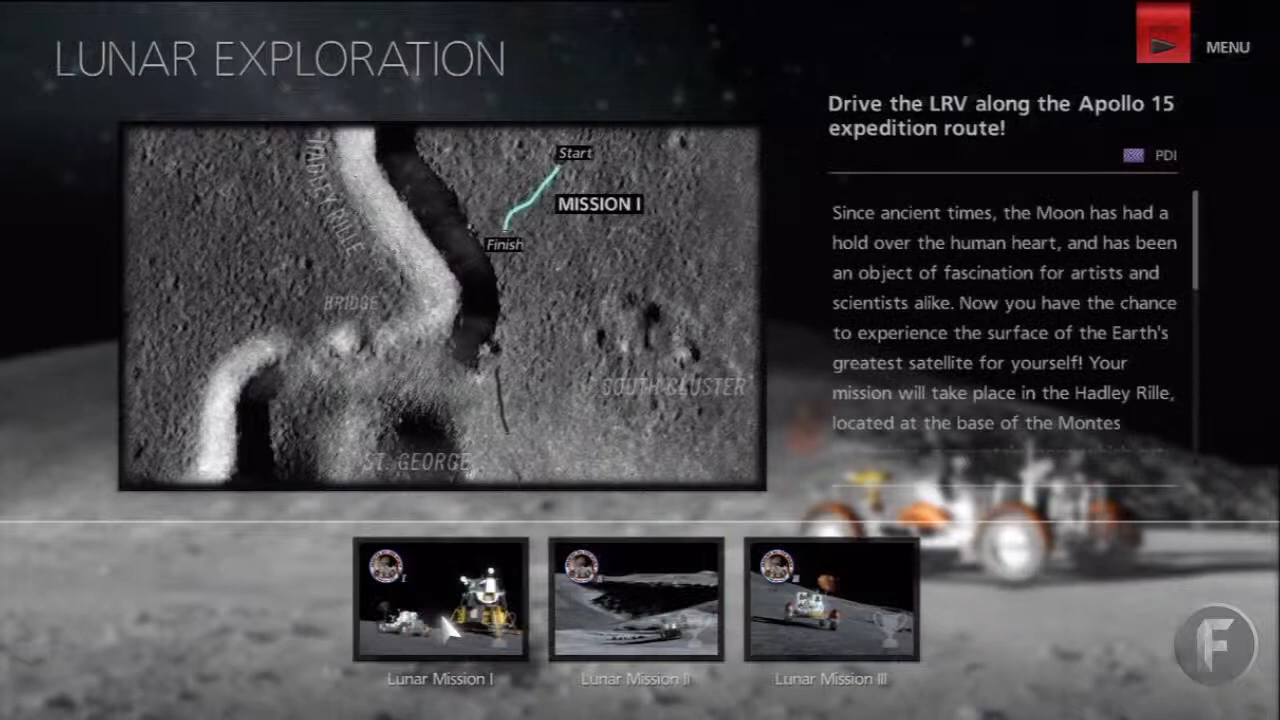 LUNAR EXPLORATION
MENU
Drive the LRV along the Apollo 15
expedition route!
PDI
Since ancient times, the Moon has had a
hold over the human heart, and has been
an object of fascination for artists and
scientists alike. Now you have the chance
to experience the surface of the Earth's
greatest satellite for yourself! Your
mission will take place in the Hadley Rille,
located at the base of the Montes
HADLEY RILLE
Start
MISSION I
Finish
BRIDGE
SOUTH CLUSTER
ST. GEORGE
Lunar Mission I
Lunar Mission II
Lunar Mission III
F